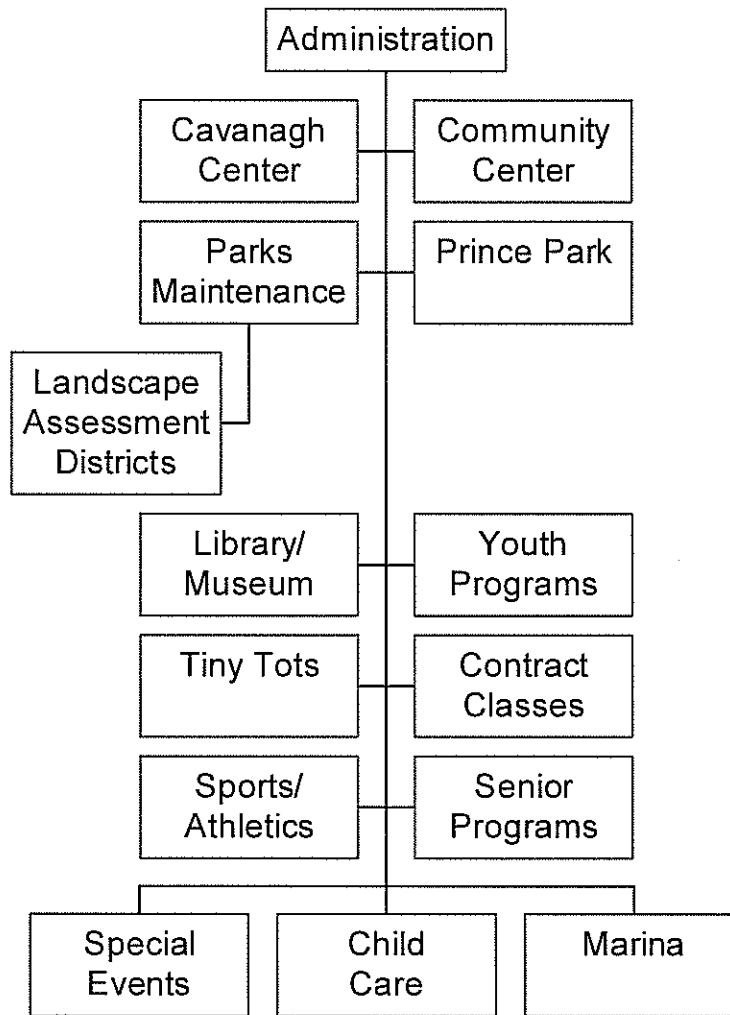 Administration
Cavanagh
Center
Community
Center
Parks
Maintenance
Prince Park
Landscape
Assessment
Districts
Library/
Museum
Youth
Programs
Tiny Tots
Contract
Classes
Sports/
Athletics
Senior
Programs
Special
Events
Child
Care
Marina